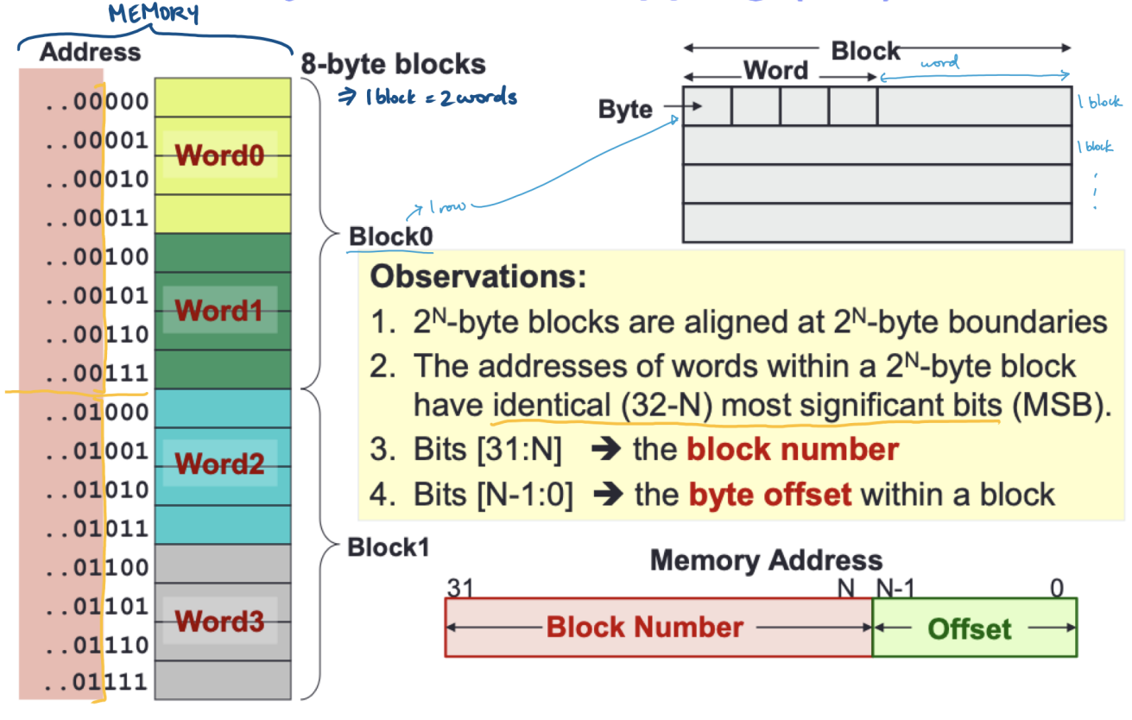 MEMORY
Address
8-byte blocks
⇒ 1 block = 2 words
..00000
..00001
..00010
..00011
..00100
..00101
..00110
..00111
..01000
..01001
..01010
..01011
..01100
..01101
..01110
..01111
Word0
Word1
Word2
Word3
Block0
→ 1 row
Block1
Block
Word
word
Byte
1 block
1 block
Observations:
1. 2ᴺ-byte blocks are aligned at 2ᴺ-byte boundaries
2. The addresses of words within a 2ᴺ-byte block
have identical (32-N) most significant bits (MSB).
3. Bits [31:N] ➔ the block number
4. Bits [N-1:0] ➔ the byte offset within a block
Memory Address
31 N N-1 0
Block Number Offset